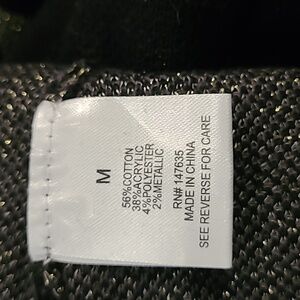 M
56%COTTON
38%ACRYLIC
4%POLYESTER
2%METALLIC
RN# 147635
MADE IN CHINA
SEE REVERSE FOR CARE